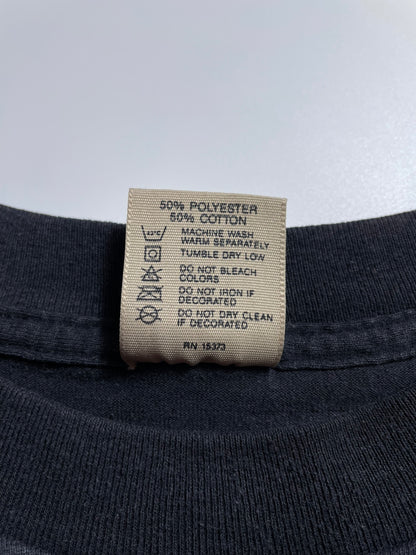 50% POLYESTER
50% COTTON
MACHINE WASH
WARM SEPARATELY
TUMBLE DRY LOW
DO NOT BLEACH
COLORS
DO NOT IRON IF
DECORATED
DO NOT DRY CLEAN
IF DECORATED
RN 15373